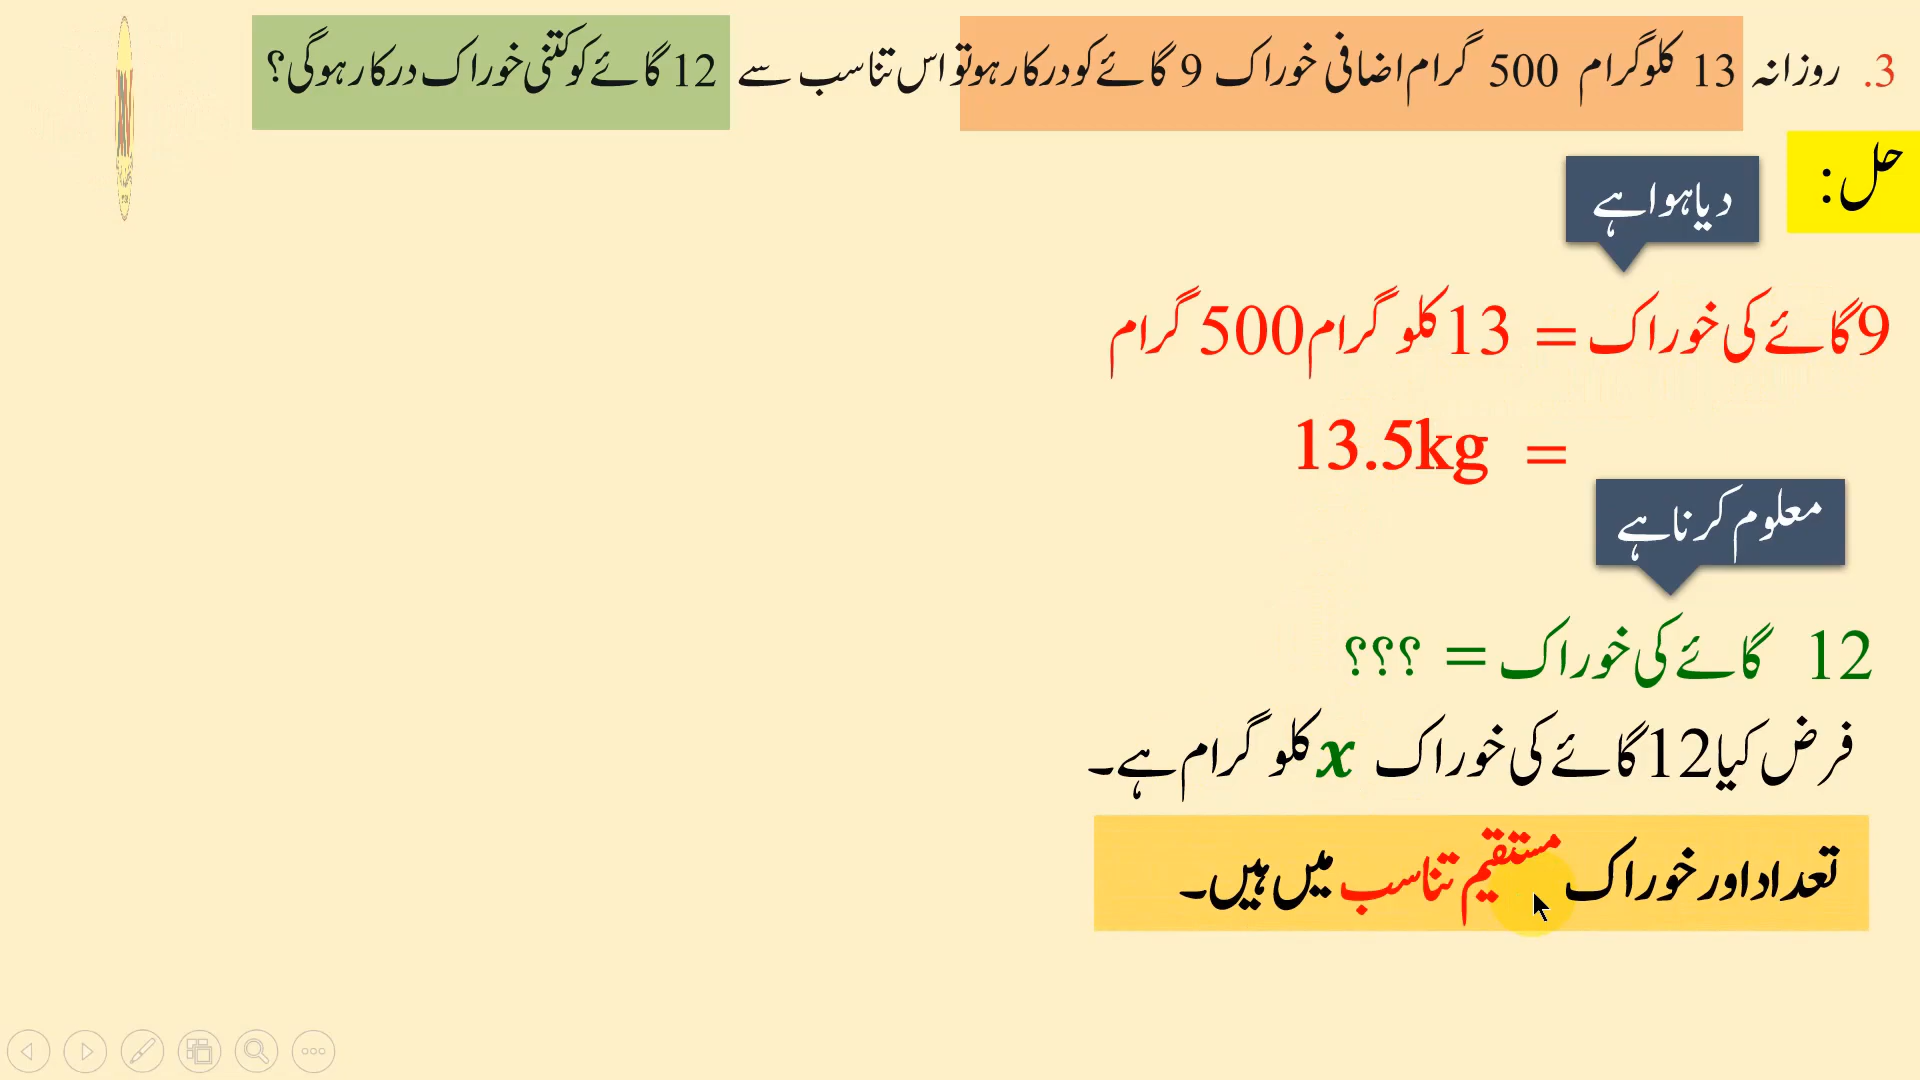 3. روزانہ 13 کلوگرام 500 گرام اضافی خوراک 9 گائے کو درکار ہو تو اس تناسب سے 12 گائے کو کتنی خوراک درکار ہوگی؟
حل:
دیا ہوا ہے
9 گائے کی خوراک = 13 کلو گرام 500 گرام
= 13.5kg
معلوم کرنا ہے
12 گائے کی خوراک = ؟؟؟
فرض کیا 12 گائے کی خوراک x کلو گرام ہے۔
تعداد اور خوراک مستقیم تناسب میں ہیں۔